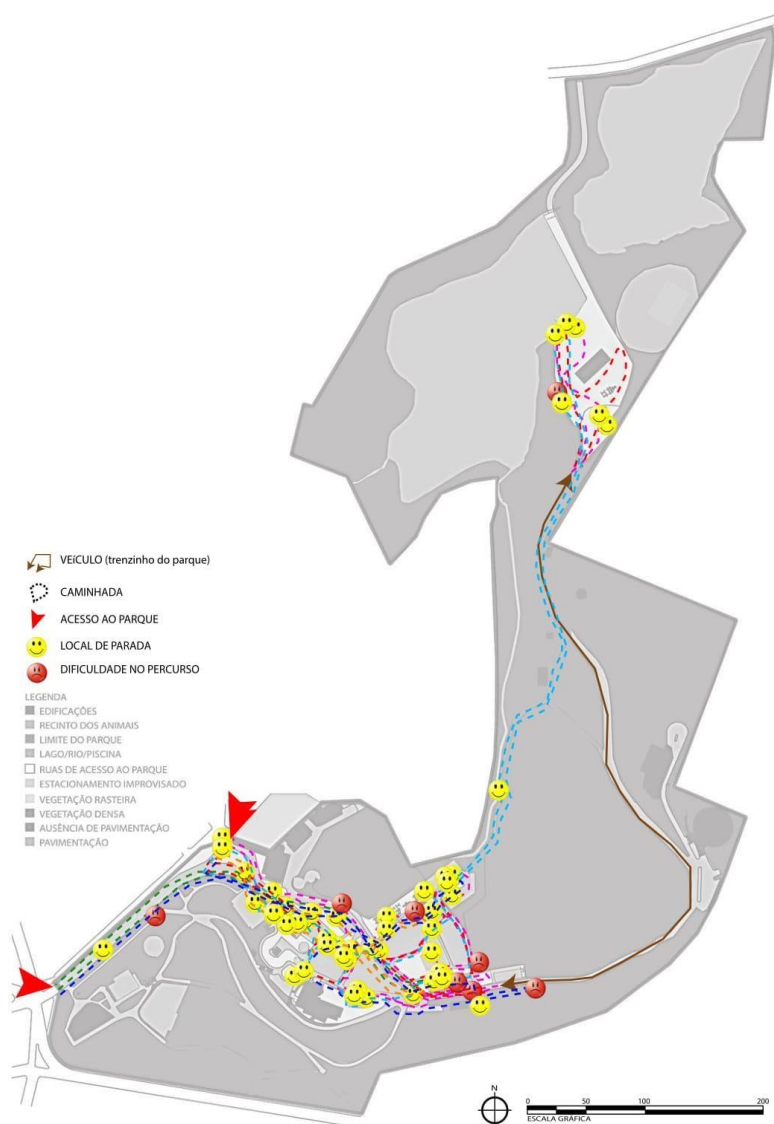 VEíCULO (trenzinho do parque)
CAMINHADA
ACESSO AO PARQUE
LOCAL DE PARADA
DIFICULDADE NO PERCURSO
LEGENDA
EDIFICAÇÕES
RECINTO DOS ANIMAIS
LIMITE DO PARQUE
LAGO/RIO/PISCINA
RUAS DE ACESSO AO PARQUE
ESTACIONAMENTO IMPROVISADO
VEGETAÇÃO RASTEIRA
VEGETAÇÃO DENSA
AUSÊNCIA DE PAVIMENTAÇÃO
PAVIMENTAÇÃO
N
0 50 100 200
ESCALA GRÁFICA